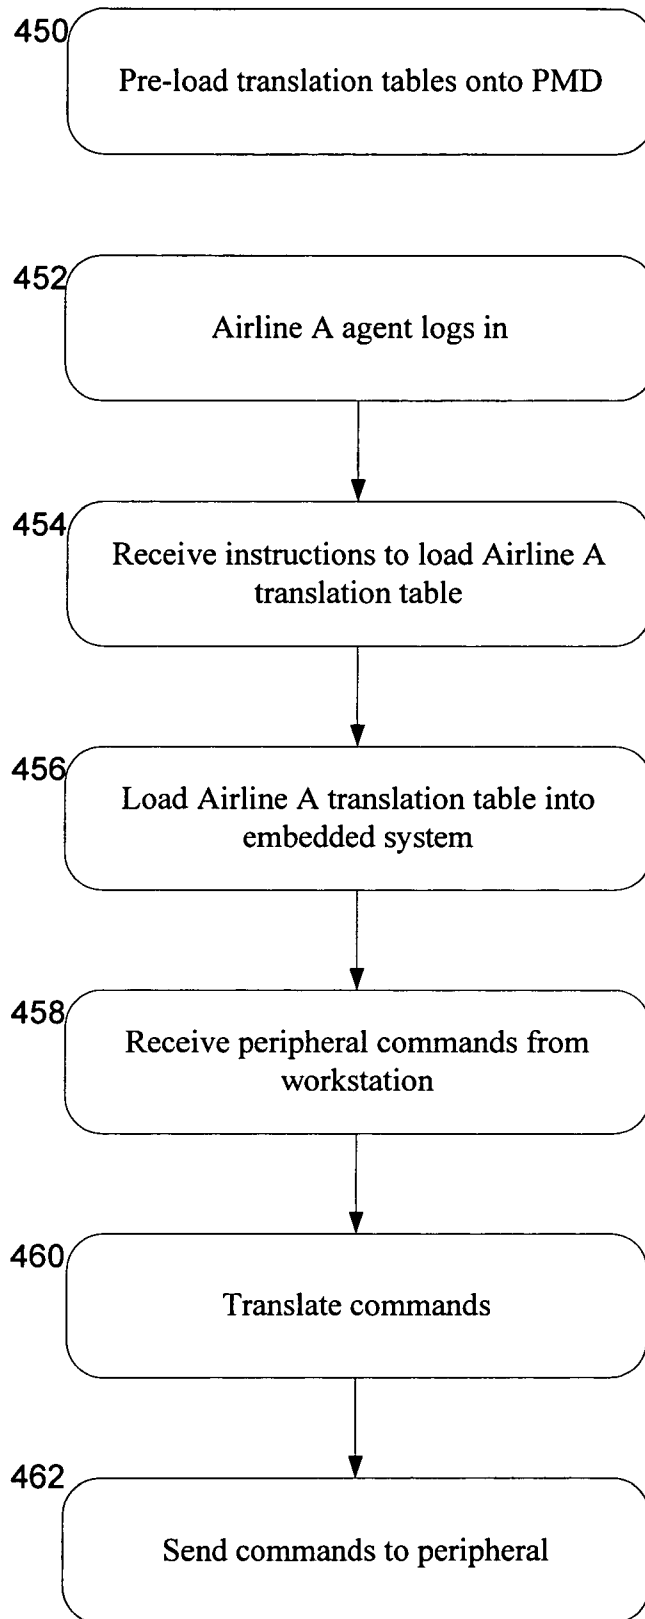 450
Pre-load translation tables onto PMD
452
Airline A agent logs in
454
Receive instructions to load Airline A
translation table
456
Load Airline A translation table into
embedded system
458
Receive peripheral commands from
workstation
460
Translate commands
462
Send commands to peripheral